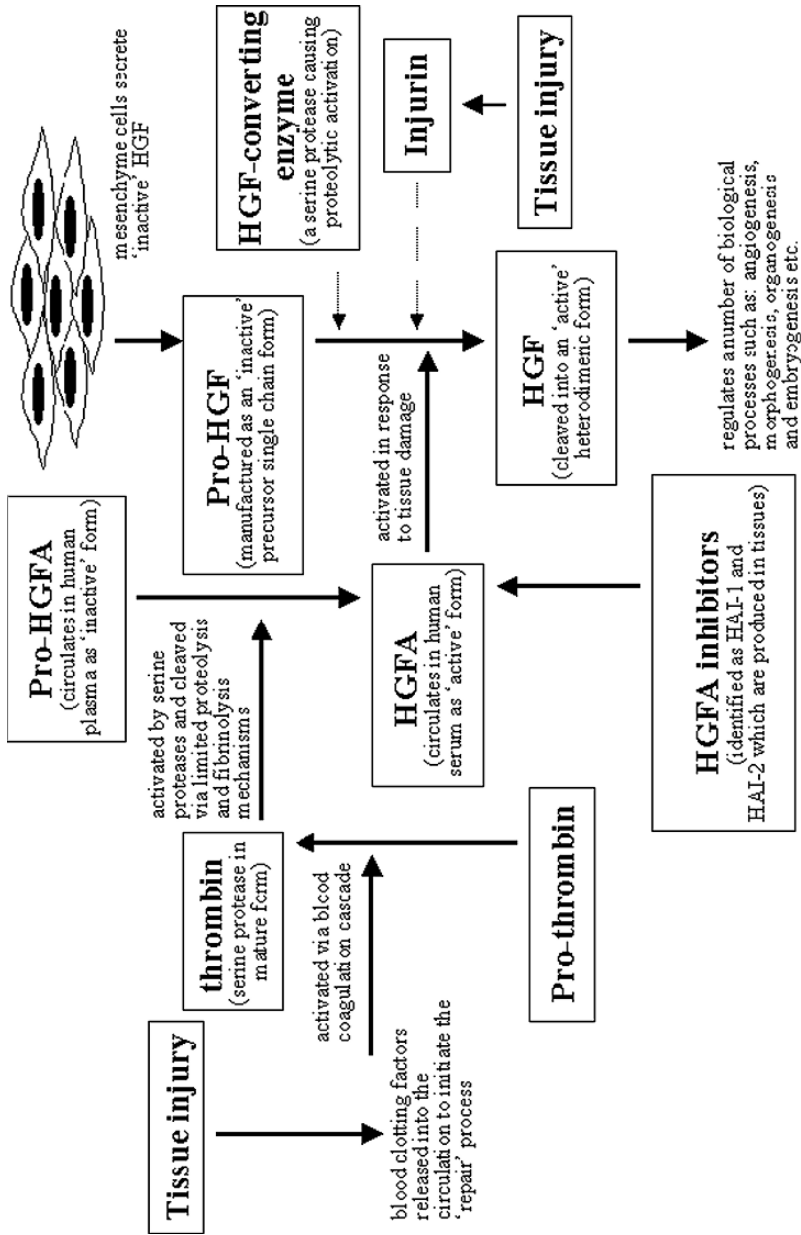 Pro-HGFA
(circulates in human
plasma as 'inactive' form)
mesenchyme cells secrete
'inactive' HGF
Tissue injury
activated by serine
proteases and cleaved
via limited proteolysis
and fibrinolysis
mechanisms
thrombin
(serine protease in
mature form)
Pro-HGF
(manufactured as an 'inactive'
precursor single chain form)
HGF-converting
enzyme
(a serine protease causing
proteolytic activation)
activated via blood
coagulation cascade
activated in response
to tissue damage
Injurin
blood clotting factors
released into the
circulation to initiate the
'repair' process
HGFA
(circulates in human
serum as 'active' form)
Pro-thrombin
HGF
(cleaved into an 'active'
heterodimeric form)
Tissue injury
HGFA inhibitors
(identified as HAI-1 and
HAI-2 which are produced in tissues)
regulates anumber of biological
processes such as: angiogenesis,
morphogenesis, organogenesis
and embryogenesis etc.